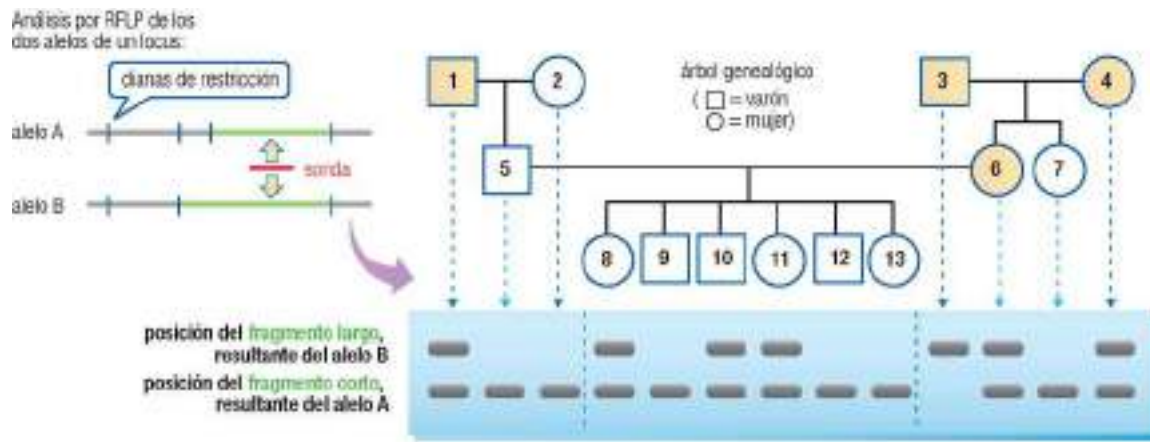 Análisis por RFLP de los
dos alelos de un locus:
dianas de restricción
alelo A
sonda
alelo B
árbol genealógico
( □ = varón
○ = mujer)
1
2
3
4
5
6
7
8
9
10
11
12
13
posición del fragmento largo,
resultante del alelo B
posición del fragmento corto,
resultante del alelo A